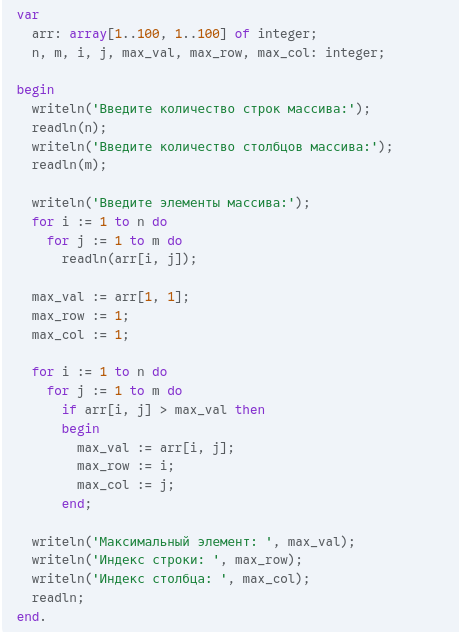 var
  arr: array[1..100, 1..100] of integer;
  n, m, i, j, max_val, max_row, max_col: integer;

begin
  writeln('Введите количество строк массива:');
  readln(n);
  writeln('Введите количество столбцов массива:');
  readln(m);

  writeln('Введите элементы массива:');
  for i := 1 to n do
    for j := 1 to m do
      readln(arr[i, j]);

  max_val := arr[1, 1];
  max_row := 1;
  max_col := 1;

  for i := 1 to n do
    for j := 1 to m do
      if arr[i, j] > max_val then
      begin
        max_val := arr[i, j];
        max_row := i;
        max_col := j;
      end;

  writeln('Максимальный элемент: ', max_val);
  writeln('Индекс строки: ', max_row);
  writeln('Индекс столбца: ', max_col);
  readln;
end.